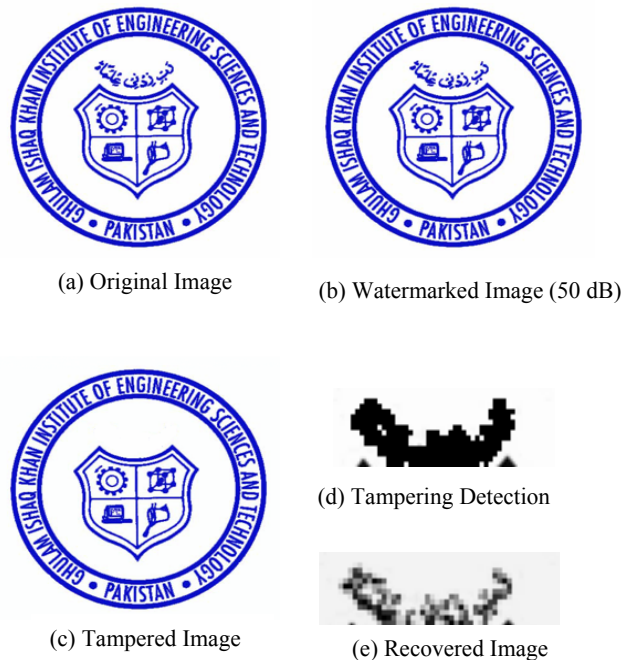 GHULAM ISHAQ KHAN INSTITUTE OF ENGINEERING SCIENCES AND TECHNOLOGY
• PAKISTAN •
(a) Original Image
GHULAM ISHAQ KHAN INSTITUTE OF ENGINEERING SCIENCES AND TECHNOLOGY
• PAKISTAN •
(b) Watermarked Image (50 dB)
GHULAM ISHAQ KHAN INSTITUTE OF ENGINEERING SCIENCES AND TECHNOLOGY
• PAKISTAN •
(c) Tampered Image
(d) Tampering Detection
(e) Recovered Image